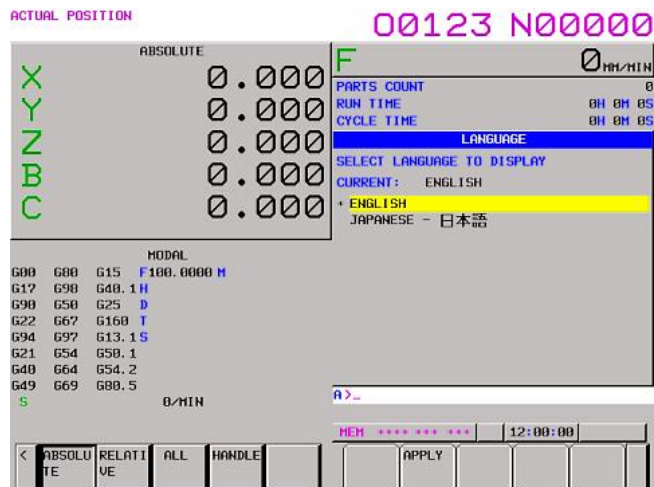 ACTUAL POSITION
O0123 N00000
ABSOLUTE
X 0.000
Y 0.000
Z 0.000
B 0.000
C 0.000
F 0 MM/MIN
PARTS COUNT 0
RUN TIME 0H 0M 0S
CYCLE TIME 0H 0M 0S
LANGUAGE
SELECT LANGUAGE TO DISPLAY
CURRENT: ENGLISH
* ENGLISH
JAPANESE - 日本語
MODAL
G00 G80 G15 F100.0000 M
G17 G98 G40.1 H
G90 G50 G25 D
G22 G67 G160 T
G94 G97 G13.1 S
G21 G54 G50.1
G40 G64 G54.2
G49 G69 G80.5
S 0/MIN
A>_
MEM **** *** *** 12:00:00
< ABSOLU
TE
RELATI
VE
ALL
HANDLE
APPLY